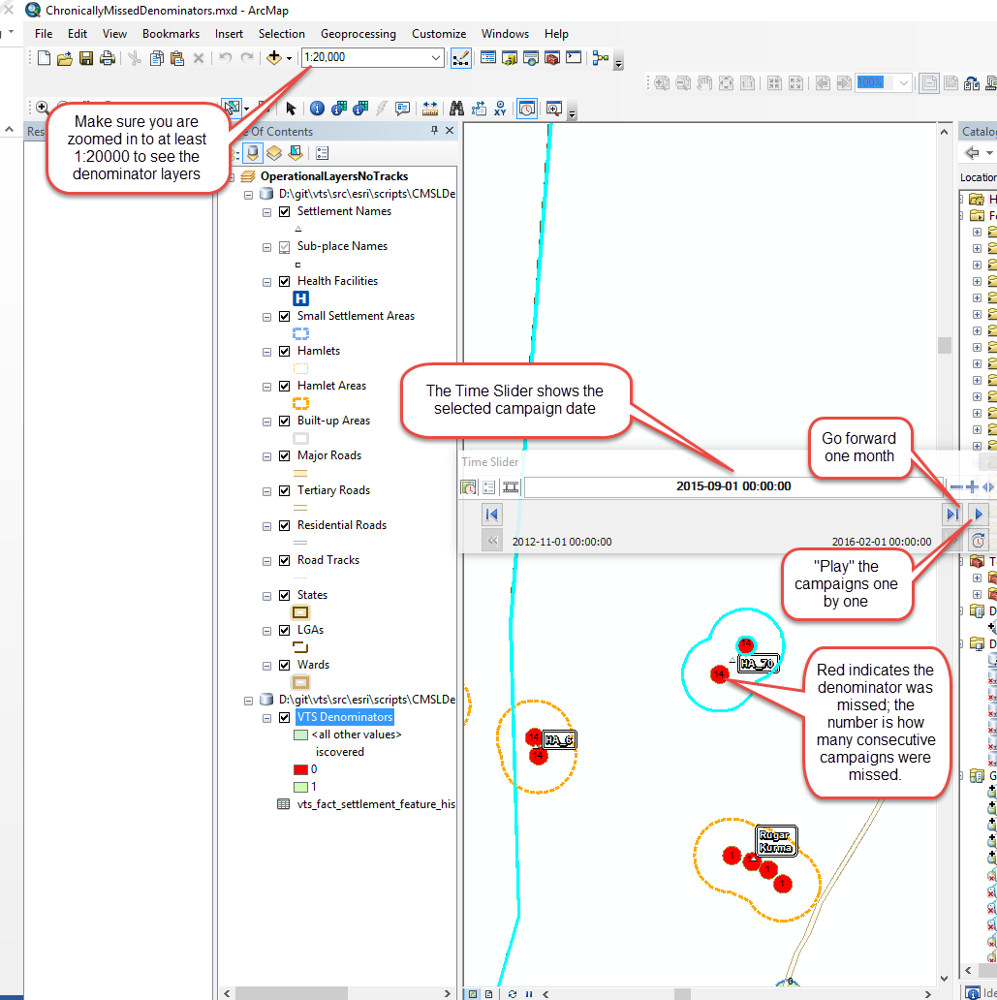 ChronicallyMissedDenominators.mxd - ArcMap
File Edit View Bookmarks Insert Selection Geoprocessing Customize Windows Help
1:20,000
100%
Make sure you are
zoomed in to at least
1:20000 to see the
denominator layers
Res
Of Contents
Catalog
Location
OperationalLayersNoTracks
D:\git\vts\src\esri\scripts\CMSLDe
Settlement Names
Sub-place Names
Health Facilities
H
Small Settlement Areas
Hamlets
Hamlet Areas
Built-up Areas
Major Roads
Tertiary Roads
Residential Roads
Road Tracks
States
LGAs
Wards
D:\git\vts\src\esri\scripts\CMSLDe
VTS Denominators
<all other values>
iscovered
0
1
vts_fact_settlement_feature_his
The Time Slider shows the
selected campaign date
Go forward
one month
Time Slider
2015-09-01 00:00:00
2012-11-01 00:00:00
2016-02-01 00:00:00
"Play" the
campaigns one
by one
14
HA_70
14
Red indicates the
denominator was
missed; the
number is how
many consecutive
campaigns were
missed.
14
HA_6
14
Rugar
Kurma
1
1
1